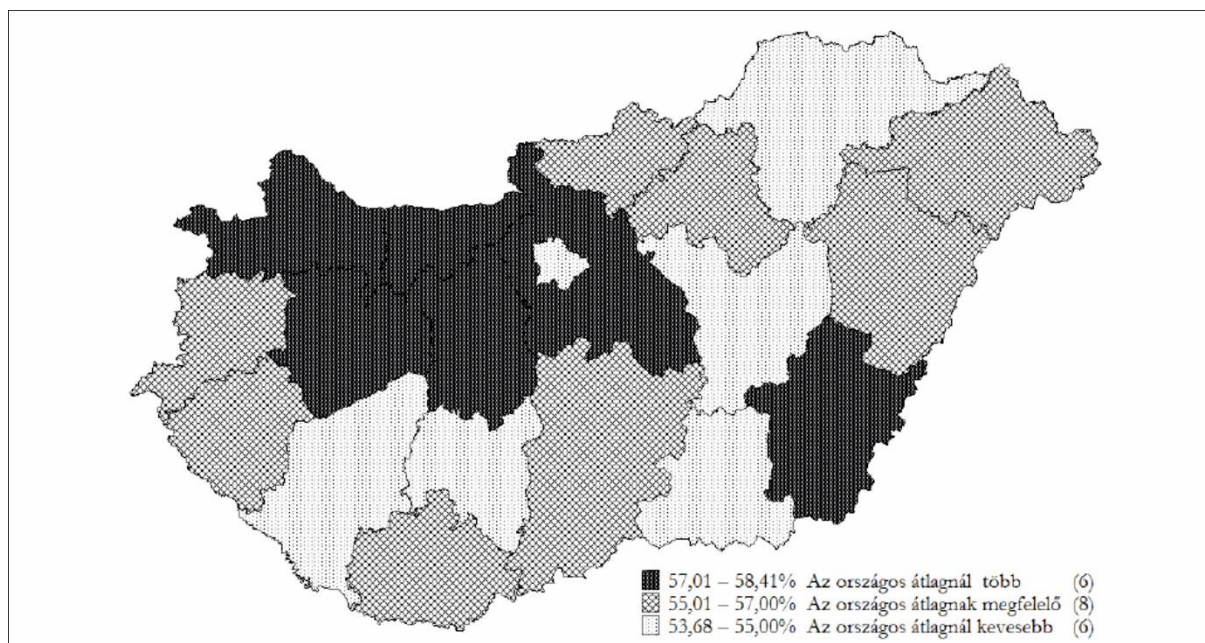 57,01 – 58,41% Az országos átlagnál több (6)
55,01 – 57,00% Az országos átlagnak megfelelő (8)
53,68 – 55,00% Az országos átlagnál kevesebb (6)